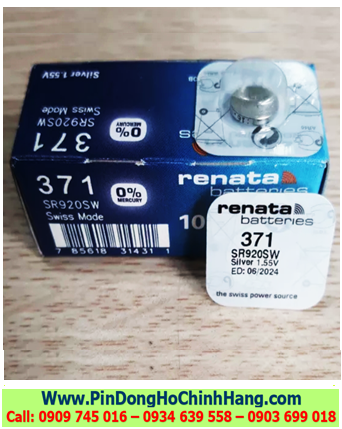 Silver 1.55V
SR920SW
Swiss Made
371
0%
MERCURY
371
SR920SW
Swiss Made
0%
MERCURY
renata
batteries
10
7 85618 31431 1
renata
batteries
371
SR920SW
Silver 1.55V
ED: 06/2024
the swiss power source
Www.PinDongHoChinhHang.com
Call: 0909 745 016 – 0934 639 558 – 0903 699 018